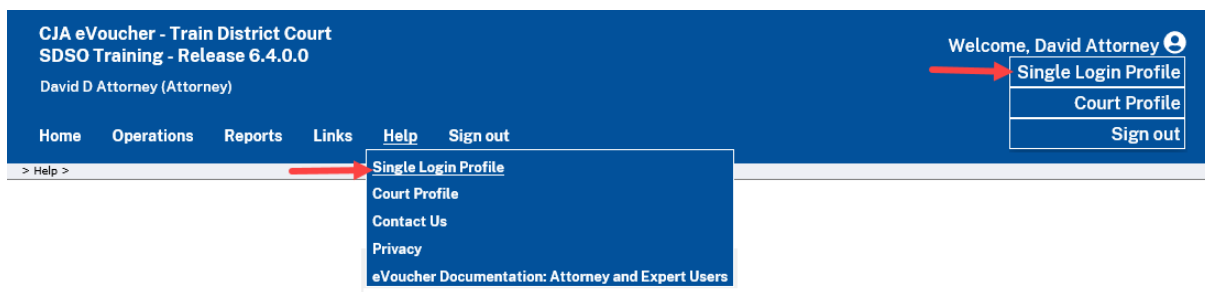 CJA eVoucher - Train District Court
SDSO Training - Release 6.4.0.0
David D Attorney (Attorney)
Welcome, David Attorney
Single Login Profile
Court Profile
Sign out
Home Operations Reports Links Help Sign out
> Help >
Single Login Profile
Court Profile
Contact Us
Privacy
eVoucher Documentation: Attorney and Expert Users